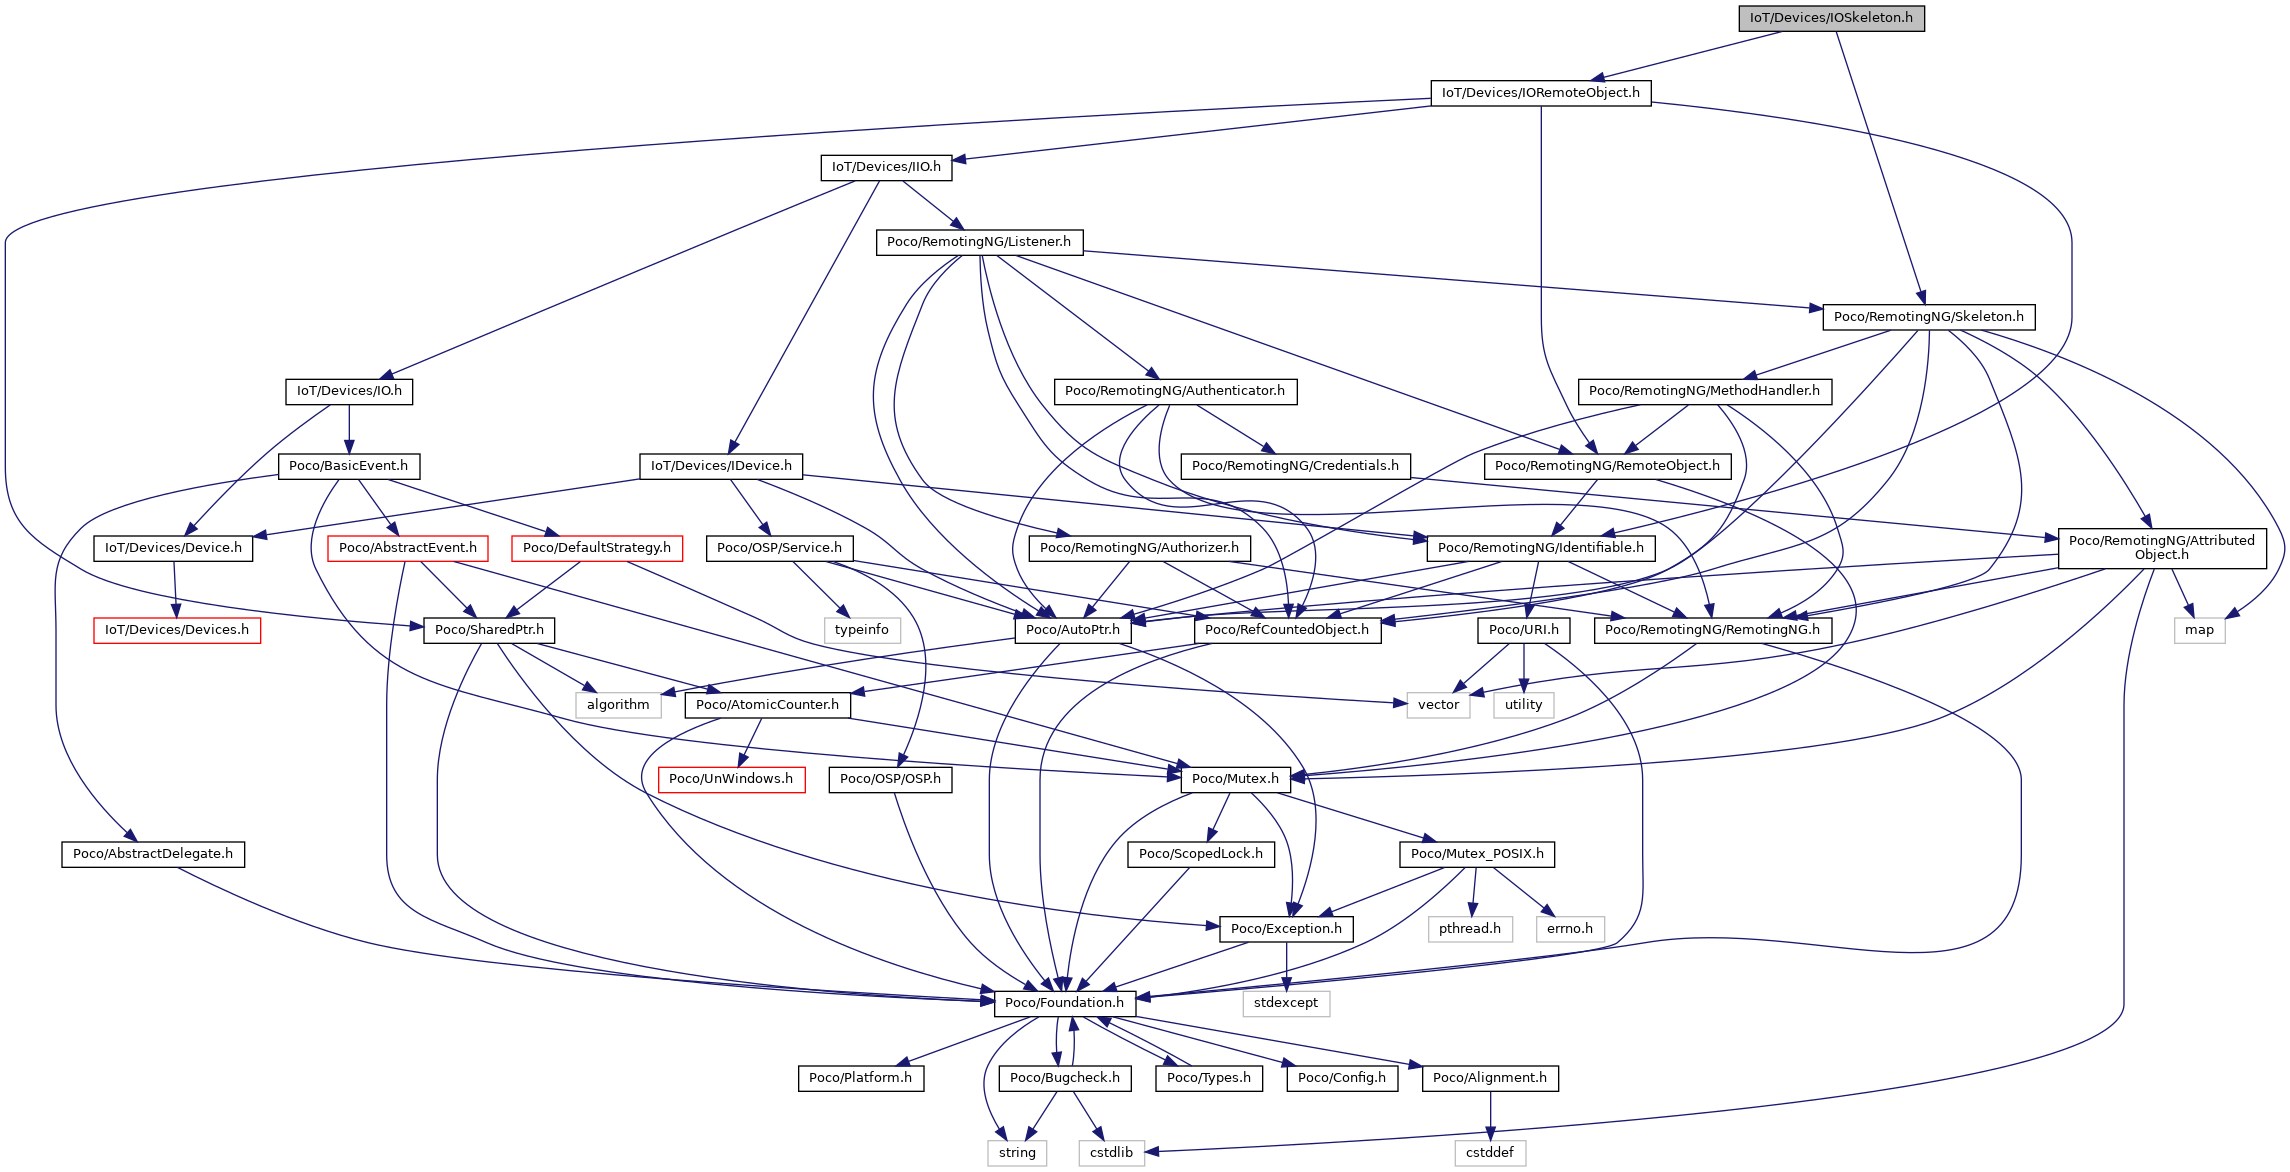 IoT/Devices/IOSkeleton.h
IoT/Devices/IORemoteObject.h
IoT/Devices/IIO.h
Poco/RemotingNG/Listener.h
Poco/RemotingNG/Skeleton.h
IoT/Devices/IO.h
Poco/RemotingNG/Authenticator.h
Poco/RemotingNG/MethodHandler.h
Poco/BasicEvent.h
IoT/Devices/IDevice.h
Poco/RemotingNG/Credentials.h
Poco/RemotingNG/RemoteObject.h
IoT/Devices/Device.h
Poco/AbstractEvent.h
Poco/DefaultStrategy.h
Poco/OSP/Service.h
Poco/RemotingNG/Authorizer.h
Poco/RemotingNG/Identifiable.h
Poco/RemotingNG/Attributed
Object.h
IoT/Devices/Devices.h
Poco/SharedPtr.h
typeinfo
Poco/AutoPtr.h
Poco/RefCountedObject.h
Poco/URI.h
Poco/RemotingNG/RemotingNG.h
map
algorithm
Poco/AtomicCounter.h
vector
utility
Poco/UnWindows.h
Poco/OSP/OSP.h
Poco/Mutex.h
Poco/AbstractDelegate.h
Poco/ScopedLock.h
Poco/Mutex_POSIX.h
Poco/Exception.h
pthread.h
errno.h
Poco/Foundation.h
stdexcept
Poco/Platform.h
Poco/Bugcheck.h
Poco/Types.h
Poco/Config.h
Poco/Alignment.h
string
cstdlib
cstddef